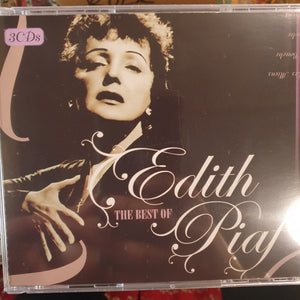 3CDs
Edith
THE BEST OF
Piaf